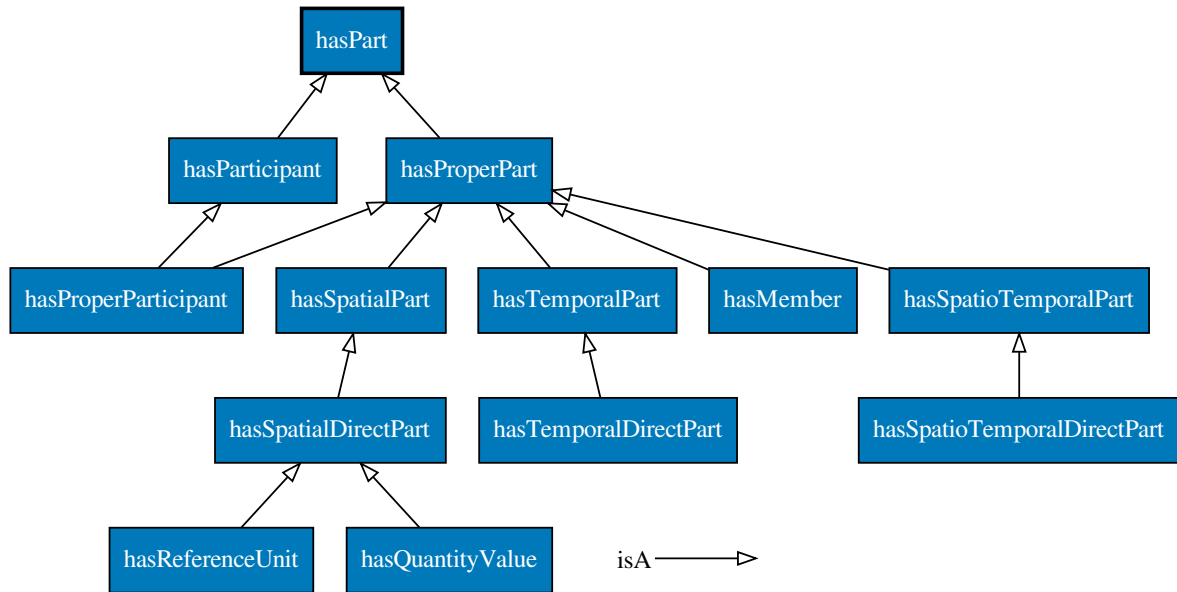 hasPart
hasParticipant
hasProperPart
hasProperParticipant
hasSpatialPart
hasTemporalPart
hasMember
hasSpatioTemporalPart
hasSpatialDirectPart
hasTemporalDirectPart
hasSpatioTemporalDirectPart
hasReferenceUnit
hasQuantityValue
isA